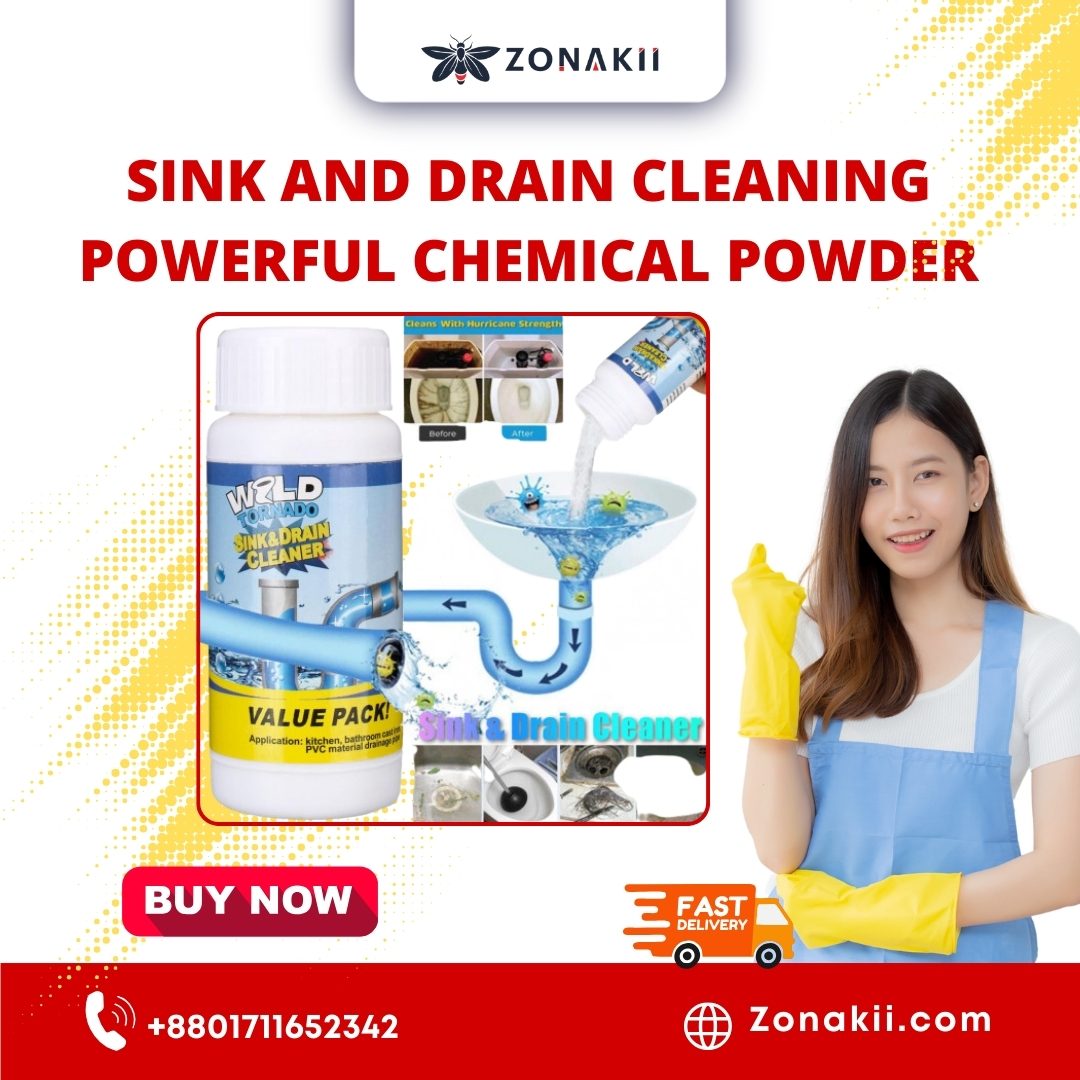 ZONAKII
SINK AND DRAIN CLEANING
POWERFUL CHEMICAL POWDER
Cleans With Hurricane Strength
Before
After
WILD
TORNADO
SINK&DRAIN
CLEANER
WILD
VALUE PACK!
Application: kitchen, bathroom cast iron,
PVC material drainage pipe
Sink & Drain Cleaner
BUY NOW
FAST
DELIVERY
+8801711652342
Zonakii.com